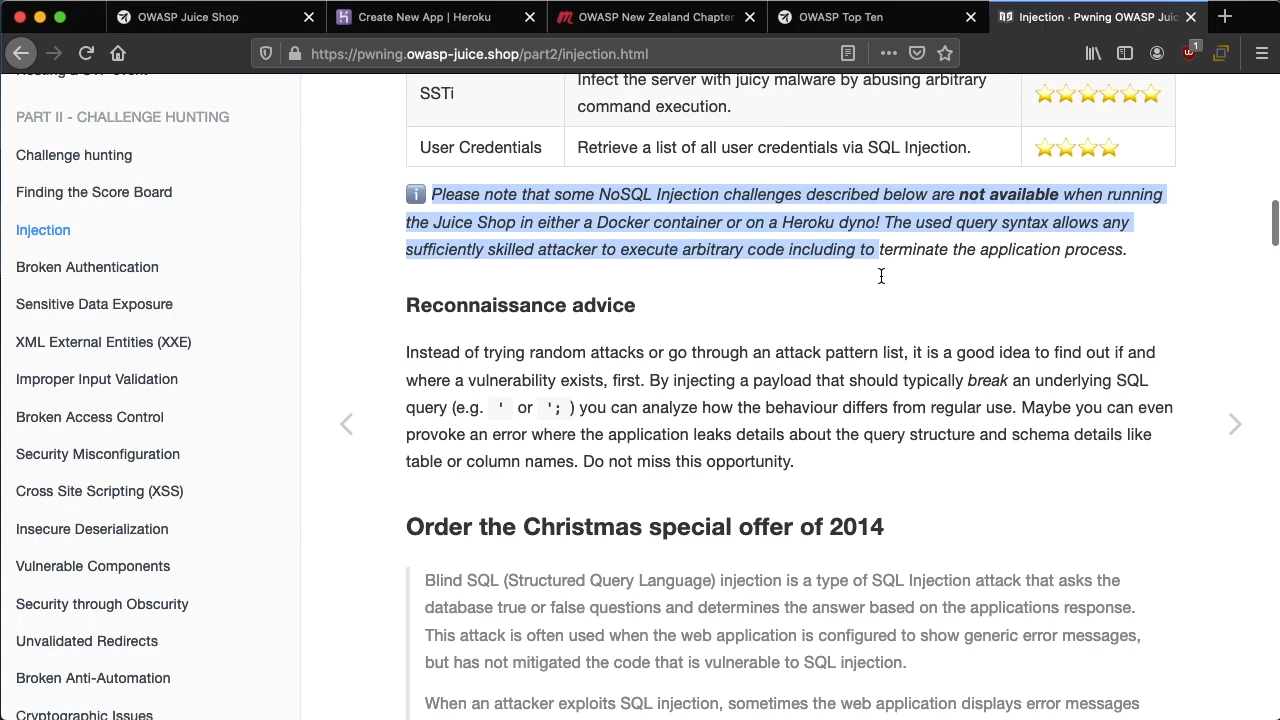 OWASP Juice Shop
Create New App | Heroku
OWASP New Zealand Chapter
OWASP Top Ten
Injection · Pwning OWASP Juic
https://pwning.owasp-juice.shop/part2/injection.html
1
PART II - CHALLENGE HUNTING
Challenge hunting
Finding the Score Board
Injection
Broken Authentication
Sensitive Data Exposure
XML External Entities (XXE)
Improper Input Validation
Broken Access Control
Security Misconfiguration
Cross Site Scripting (XSS)
Insecure Deserialization
Vulnerable Components
Security through Obscurity
Unvalidated Redirects
Broken Anti-Automation
Cryptographic Issues
SSTi
Infect the server with juicy malware by abusing arbitrary
command execution.
User Credentials
Retrieve a list of all user credentials via SQL Injection.
ℹ️ Please note that some NoSQL Injection challenges described below are not available when running
the Juice Shop in either a Docker container or on a Heroku dyno! The used query syntax allows any
sufficiently skilled attacker to execute arbitrary code including to terminate the application process.
Reconnaissance advice
Instead of trying random attacks or go through an attack pattern list, it is a good idea to find out if and
where a vulnerability exists, first. By injecting a payload that should typically break an underlying SQL
query (e.g. ' or '; ) you can analyze how the behaviour differs from regular use. Maybe you can even
provoke an error where the application leaks details about the query structure and schema details like
table or column names. Do not miss this opportunity.
Order the Christmas special offer of 2014
Blind SQL (Structured Query Language) injection is a type of SQL Injection attack that asks the
database true or false questions and determines the answer based on the applications response.
This attack is often used when the web application is configured to show generic error messages,
but has not mitigated the code that is vulnerable to SQL injection.
When an attacker exploits SQL injection, sometimes the web application displays error messages